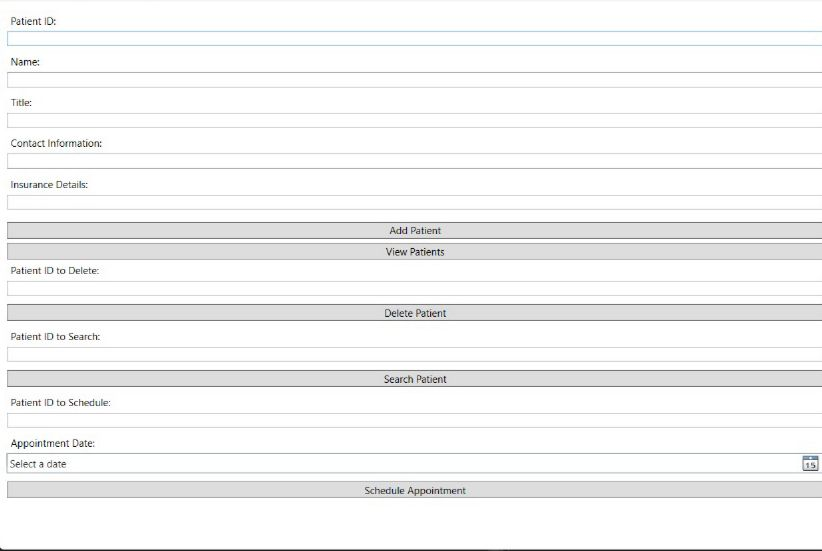 Patient ID:
Name:
Title:
Contact Information:
Insurance Details:
Add Patient
View Patients
Patient ID to Delete:
Delete Patient
Patient ID to Search:
Search Patient
Patient ID to Schedule:
Appointment Date:
Select a date 15
Schedule Appointment